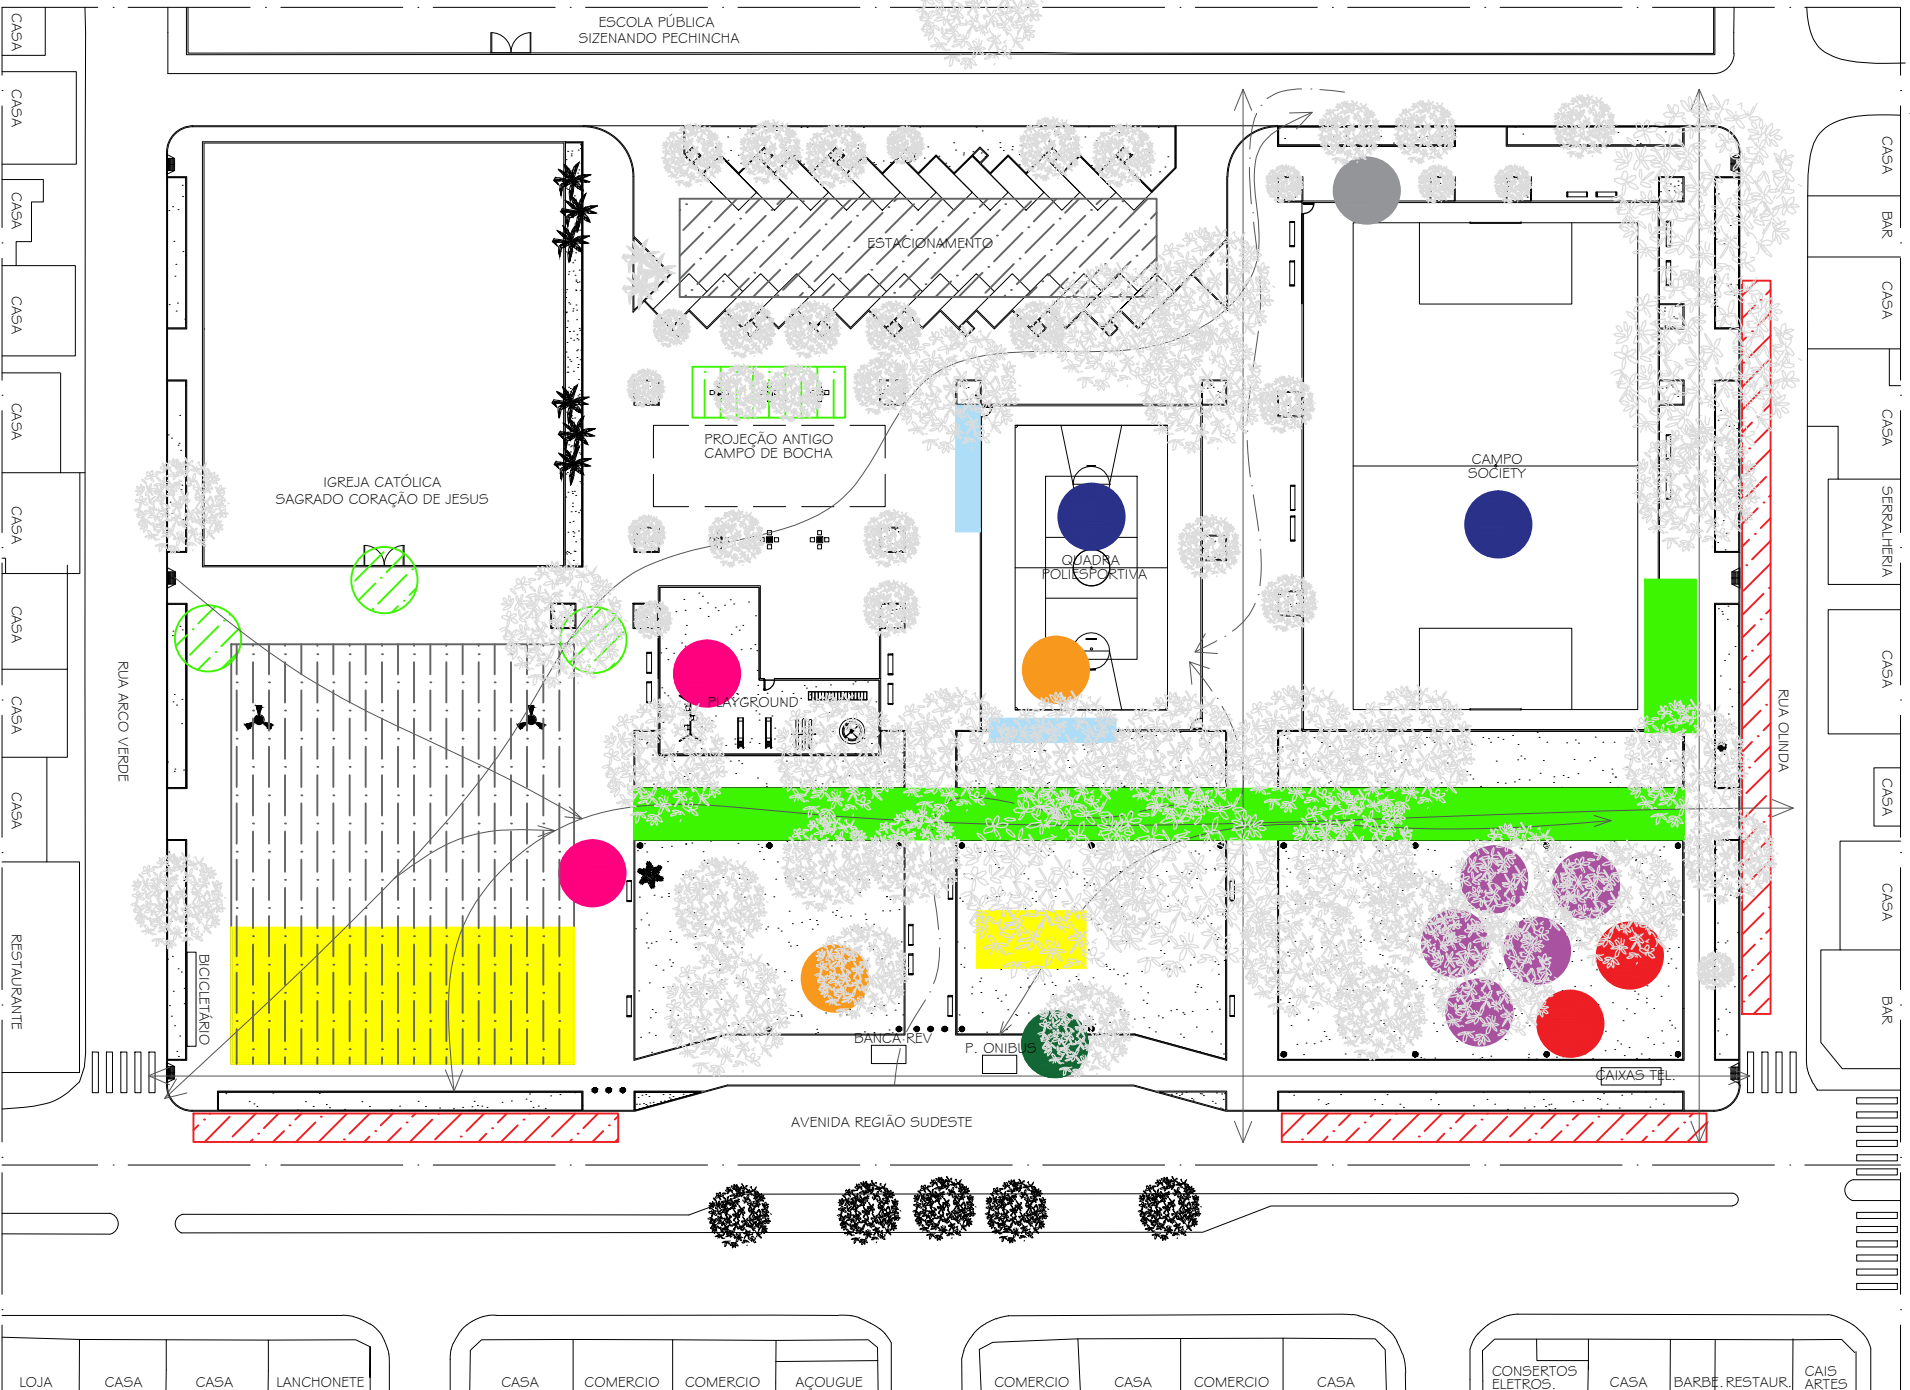 ESCOLA PÚBLICA
SIZENANDO PECHINCHA
CASA
CASA
CASA
CASA
CASA
CASA
CASA
CASA
CASA
RESTAURANTE
RUA ARCO VERDE
BICICLETÁRIO
IGREJA CATÓLICA
SAGRADO CORAÇÃO DE JESUS
ESTACIONAMENTO
PROJEÇÃO ANTIGO
CAMPO DE BOCHA
PLAYGROUND
QUADRA
POLIESPORTIVA
CAMPO
SOCIETY
BANCA REV
P. ONIBUS
CAIXAS TEL.
AVENIDA REGIÃO SUDESTE
RUA OLINDA
CASA
BAR
CASA
CASA
SERRALHERIA
CASA
CASA
CASA
BAR
LOJA
CASA
CASA
LANCHONETE
CASA
COMERCIO
COMERCIO
AÇOUGUE
COMERCIO
CASA
COMERCIO
CASA
CONSERTOS
ELETROS.
CASA
BARBE.
RESTAUR.
CAIS
ARTES